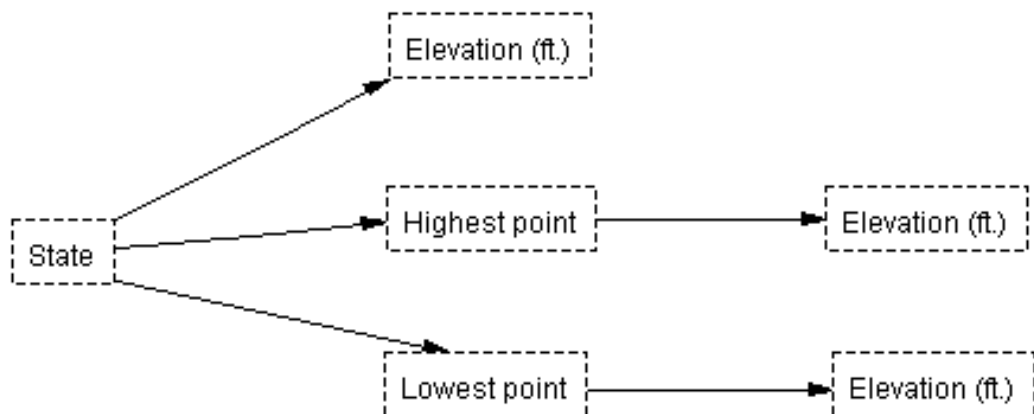 Elevation (ft.)
State
Highest point
Elevation (ft.)
Lowest point
Elevation (ft.)